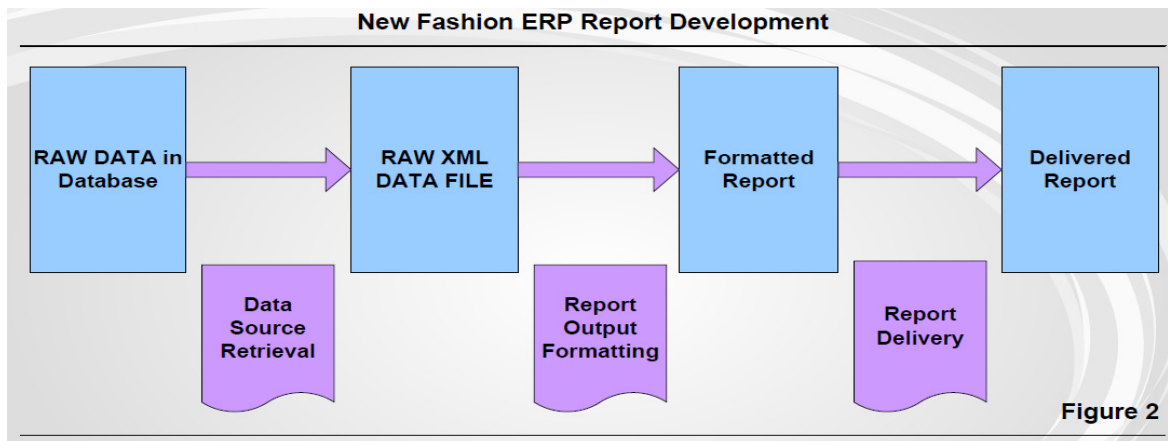 New Fashion ERP Report Development
RAW DATA in
Database
RAW XML
DATA FILE
Formatted
Report
Delivered
Report
Data
Source
Retrieval
Report
Output
Formatting
Report
Delivery
Figure 2